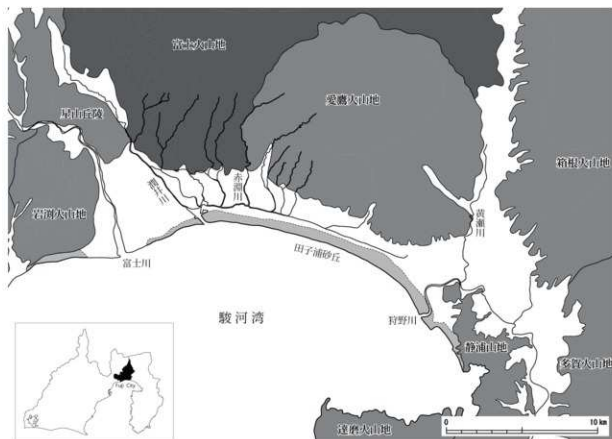 富士火山地
愛鷹火山地
箱根火山地
星山丘陵
岩淵火山地
潤井川
赤淵川
黄瀬川
富士川
田子浦砂丘
狩野川
駿河湾
静浦山地
多賀火山地
達磨火山地
Fuji City
0 10 km